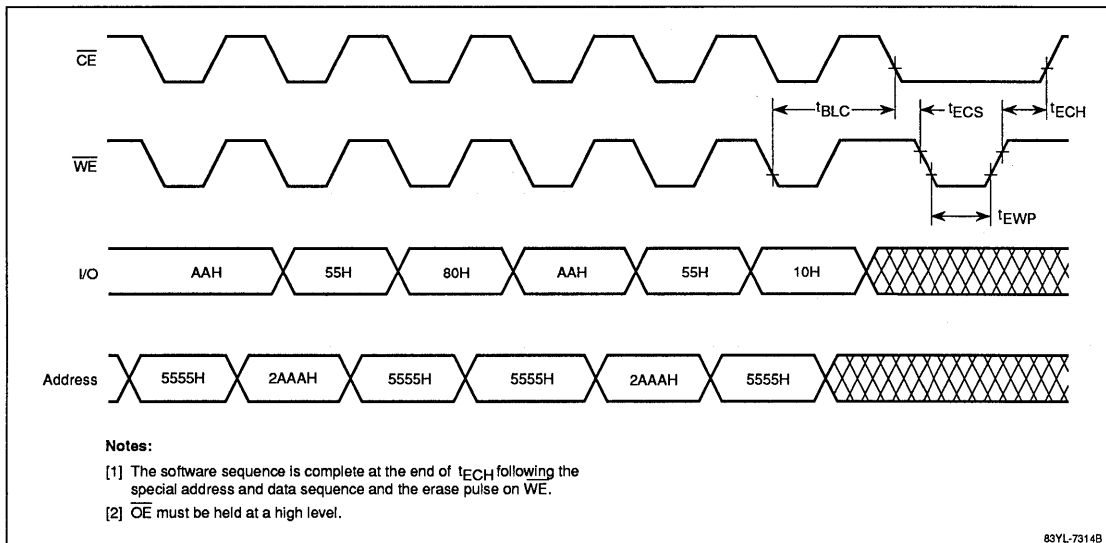 CE
tBLC
tECS
tECH
WE
tEWP
I/O AAH 55H 80H AAH 55H 10H
Address 5555H 2AAAH 5555H 5555H 2AAAH 5555H
Notes:
[1] The software sequence is complete at the end of tECH following the
special address and data sequence and the erase pulse on WE.
[2] OE must be held at a high level.
83YL-7314B